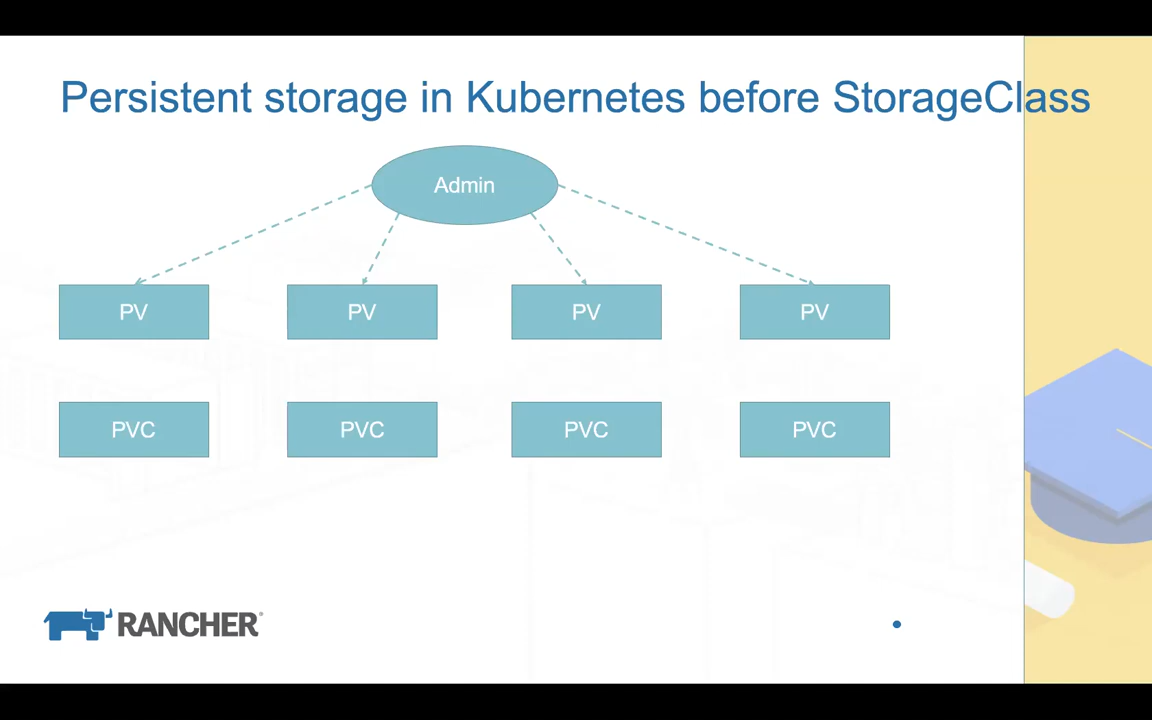 Persistent storage in Kubernetes before StorageClass
Admin
PV PV PV PV
PVC PVC PVC PVC
RANCHER®